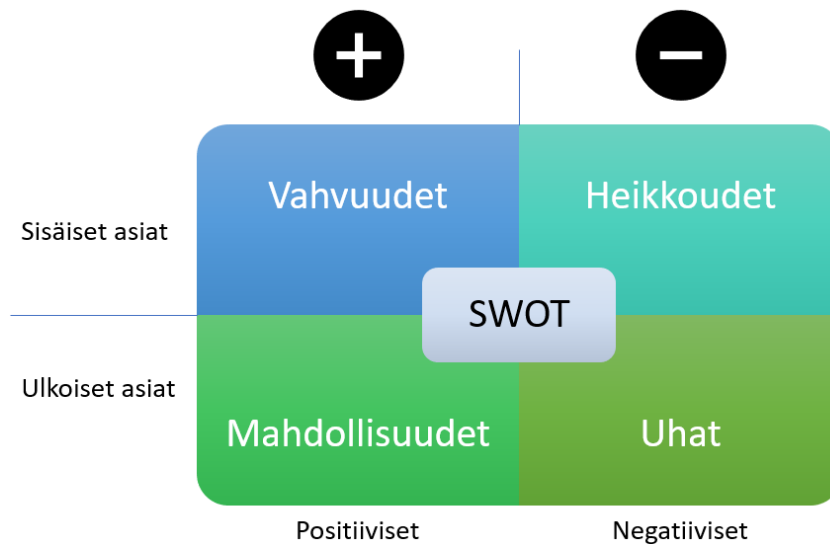 Vahvuudet
Heikkoudet
Sisäiset asiat
SWOT
Ulkoiset asiat
Mahdollisuudet
Uhat
Positiiviset
Negatiiviset